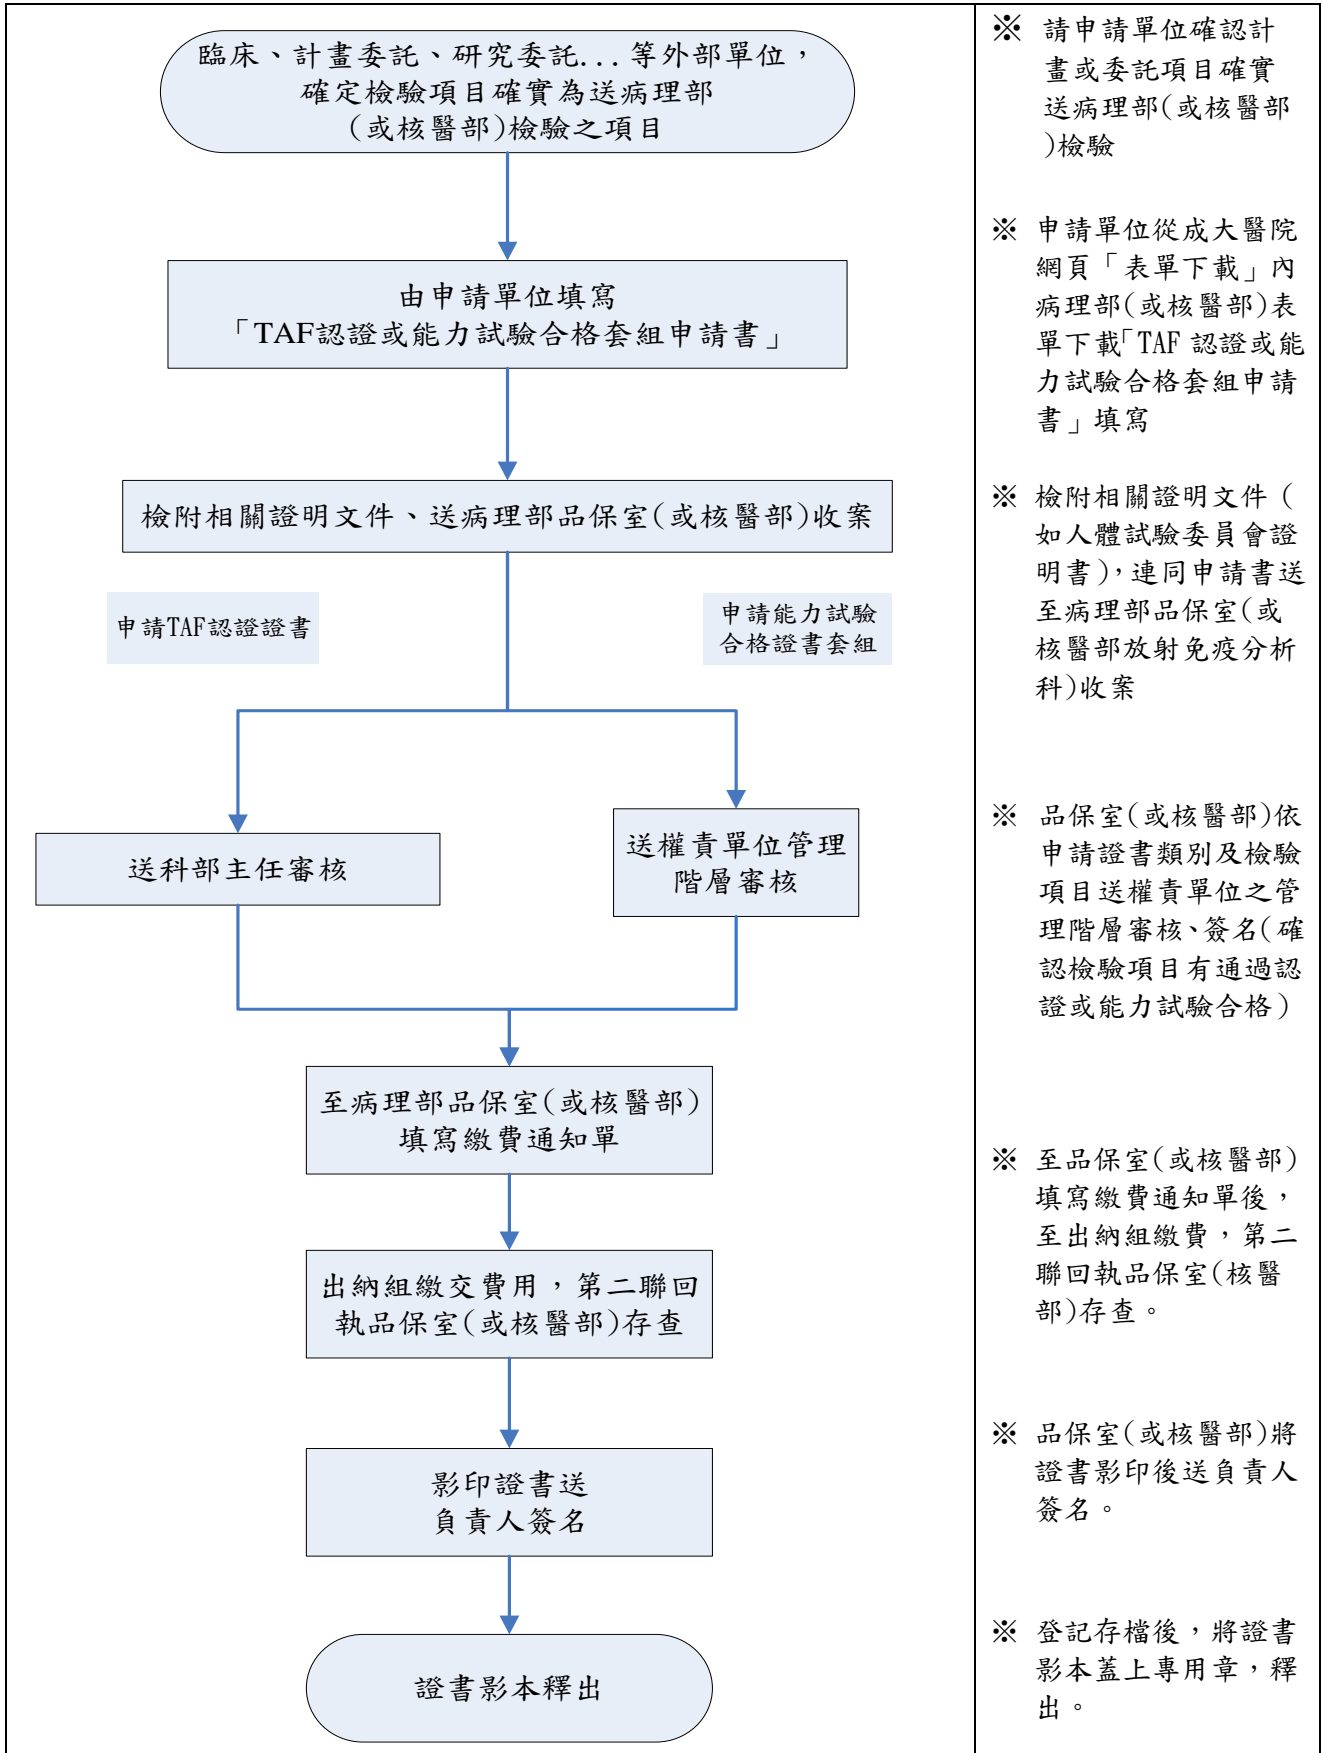 臨床、計畫委託、研究委託...等外部單位，
確定檢驗項目確實為送病理部
(或核醫部)檢驗之項目
由申請單位填寫
「TAF認證或能力試驗合格套組申請書」
檢附相關證明文件、送病理部品保室(或核醫部)收案
申請TAF認證證書
申請能力試驗
合格證書套組
送科部主任審核
送權責單位管理
階層審核
至病理部品保室(或核醫部)
填寫繳費通知單
出納組繳交費用，第二聯回
執品保室(或核醫部)存查
影印證書送
負責人簽名
證書影本釋出
※ 請申請單位確認計
畫或委託項目確實
送病理部(或核醫部
)檢驗
※ 申請單位從成大醫院
網頁「表單下載」內
病理部(或核醫部)表
單下載「TAF 認證或能
力試驗合格套組申請
書」填寫
※ 檢附相關證明文件（
如人體試驗委員會證
明書），連同申請書送
至病理部品保室(或
核醫部放射免疫分析
科)收案
※ 品保室(或核醫部)依
申請證書類別及檢驗
項目送權責單位之管
理階層審核、簽名(確
認檢驗項目有通過認
證或能力試驗合格)
※ 至品保室(或核醫部)
填寫繳費通知單後，
至出納組繳費，第二
聯回執品保室(核醫
部)存查。
※ 品保室(或核醫部)將
證書影印後送負責人
簽名。
※ 登記存檔後，將證書
影本蓋上專用章，釋
出。